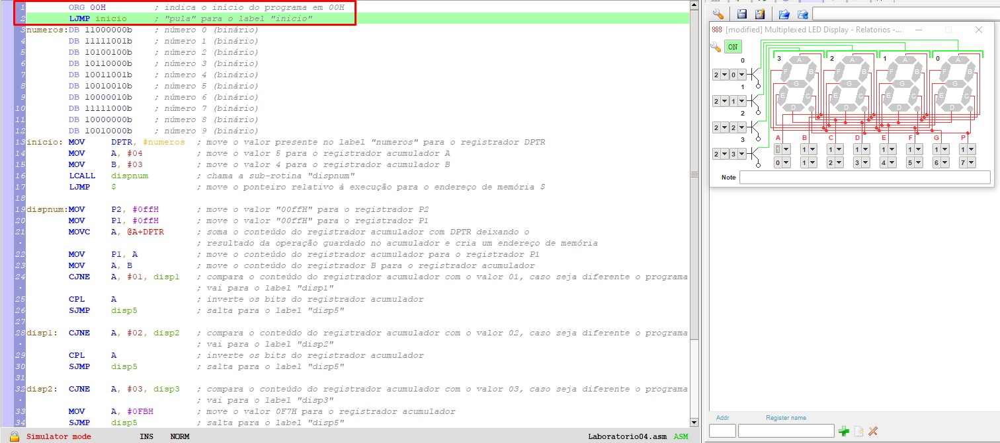 1 ORG 00H ; indica o início do programa em 00H
2 LJMP inicio ; "pula" para o label "inicio"
3 numeros:DB 11000000b ; número 0 (binário)
4 DB 11111001b ; número 1 (binário)
5 DB 10100100b ; número 2 (binário)
6 DB 10110000b ; número 3 (binário)
7 DB 10011001b ; número 4 (binário)
8 DB 10010010b ; número 5 (binário)
9 DB 10000010b ; número 6 (binário)
10 DB 11111000b ; número 7 (binário)
11 DB 10000000b ; número 8 (binário)
12 DB 10010000b ; número 9 (binário)
13 inicio: MOV DPTR, #numeros ; move o valor presente no label "numeros" para o registrador DPTR
14 MOV A, #04 ; move o valor 5 para o registrador acumulador A
15 MOV B, #03 ; move o valor 4 para o registrador acumulador B
16 LCALL dispnum ; chama a sub-rotina "dispnum"
17 LJMP $ ; move o ponteiro relativo à execução para o endereço de memória $
18
19 dispnum:MOV P2, #0ffH ; move o valor "00ffH" para o registrador P2
20 MOV P1, #0ffH ; move o valor "00ffH" para o registrador P1
21 MOVC A, @A+DPTR ; soma o conteúdo do registrador acumulador com DPTR deixando o
; resultado da operação guardado no acumulador e cria um endereço de memória
22 MOV P1, A ; move o conteúdo do registrador acumulador para o registrador P1
23 MOV A, B ; move o conteúdo do registrador B para o registrador acumulador
24 CJNE A, #01, disp1 ; compara o conteúdo do registrador acumulador com o valor 01, caso seja diferente o programa
; vai para o label "disp1"
25 CPL A ; inverte os bits do registrador acumulador
26 SJMP disp5 ; salta para o label "disp5"
27
28 disp1: CJNE A, #02, disp2 ; compara o conteúdo do registrador acumulador com o valor 02, caso seja diferente o programa
; vai para o label "disp2"
29 CPL A ; inverte os bits do registrador acumulador
30 SJMP disp5 ; salta para o label "disp5"
31
32 disp2: CJNE A, #03, disp3 ; compara o conteúdo do registrador acumulador com o valor 03, caso seja diferente o programa
; vai para o label "disp3"
33 MOV A, #0FBH ; move o valor 0F7H para o registrador acumulador
34 SJMP disp5 ; salta para o label "disp5"
Simulator mode INS NORM Laboratorio04.asm ASM
888 [modified] Multiplexed LED Display - Relatorios -...
ON
0
2 0
1
2 1
2
2 2
3
2 3
3 2 1 0
A A A A
F B F B F B F B
G G G G
E C E C E C E C
D D D D
A B C D E F G P
1 1 1 1 1 1 1 1
0 1 2 3 4 5 6 7
Note
Addr Register name